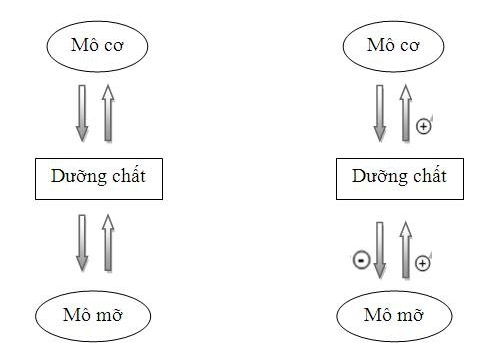 Mô cơ
Mô cơ
+
Dưỡng chất
Dưỡng chất
-
+
Mô mỡ
Mô mỡ